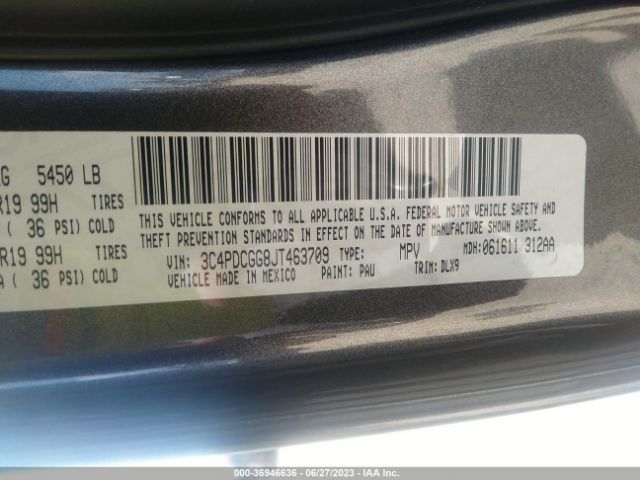 G 5450 LB
R19 99H TIRES
( 36 PSI) COLD
R19 99H TIRES
( 36 PSI) COLD
THIS VEHICLE CONFORMS TO ALL APPLICABLE U.S.A. FEDERAL MOTOR VEHICLE SAFETY AND
THEFT PREVENTION STANDARDS IN EFFECT ON THE DATE OF MANUFACTURE SHOWN ABOVE.
VIN: 3C4PDCGG8JT463709 TYPE: MPV MDH: 061611 312AA
VEHICLE MADE IN MEXICO PAINT: PAU TRIM: DLX9
000-36946636 - 06/27/2023 - IAA Inc.